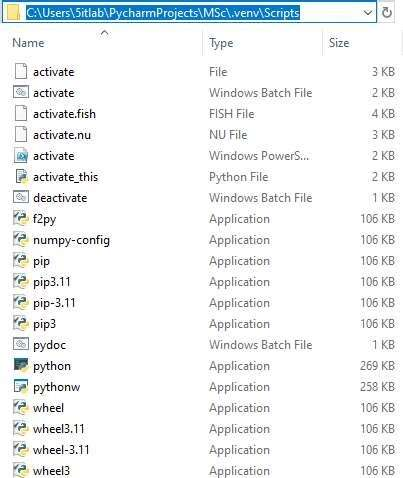 C:\Users\5itlab\PycharmProjects\MSc\.venv\Scripts
Name Type Size
activate File 3 KB
activate Windows Batch File 2 KB
activate.fish FISH File 4 KB
activate.nu NU File 3 KB
activate Windows PowerS... 2 KB
activate_this Python File 2 KB
deactivate Windows Batch File 1 KB
f2py Application 106 KB
numpy-config Application 106 KB
pip Application 106 KB
pip3.11 Application 106 KB
pip-3.11 Application 106 KB
pip3 Application 106 KB
pydoc Windows Batch File 1 KB
python Application 269 KB
pythonw Application 258 KB
wheel Application 106 KB
wheel3.11 Application 106 KB
wheel-3.11 Application 106 KB
wheel3 Application 106 KB